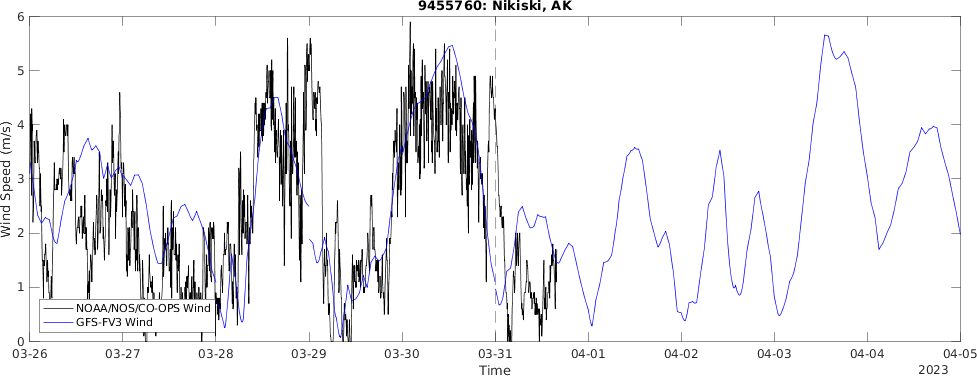 9455760: Nikiski, AK
6
5
4
3
2
1
0
Wind Speed (m/s)
NOAA/NOS/CO-OPS Wind
GFS-FV3 Wind
03-26 03-27 03-28 03-29 03-30 03-31 04-01 04-02 04-03 04-04 04-05
Time
2023